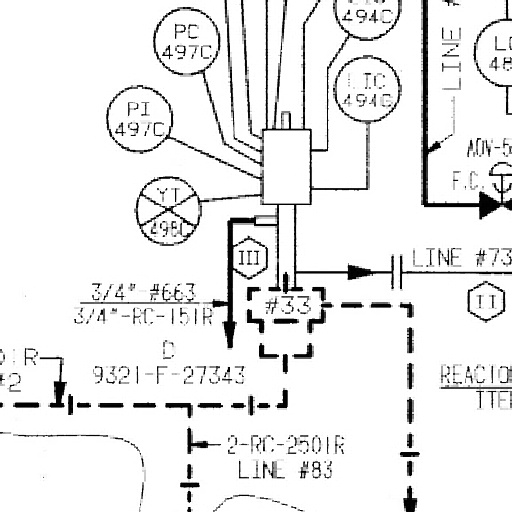 PC
497C
494C
LIC
494G
LINE #
48
PI
497C
AOV-5
F.C.
YT
498C
III
LINE #73
3/4"-#663
3/4"-RC-151R
#33
II
D
9321-F-27343
01R
#2
REACTO
ITE
2-RC-2501R
LINE #83